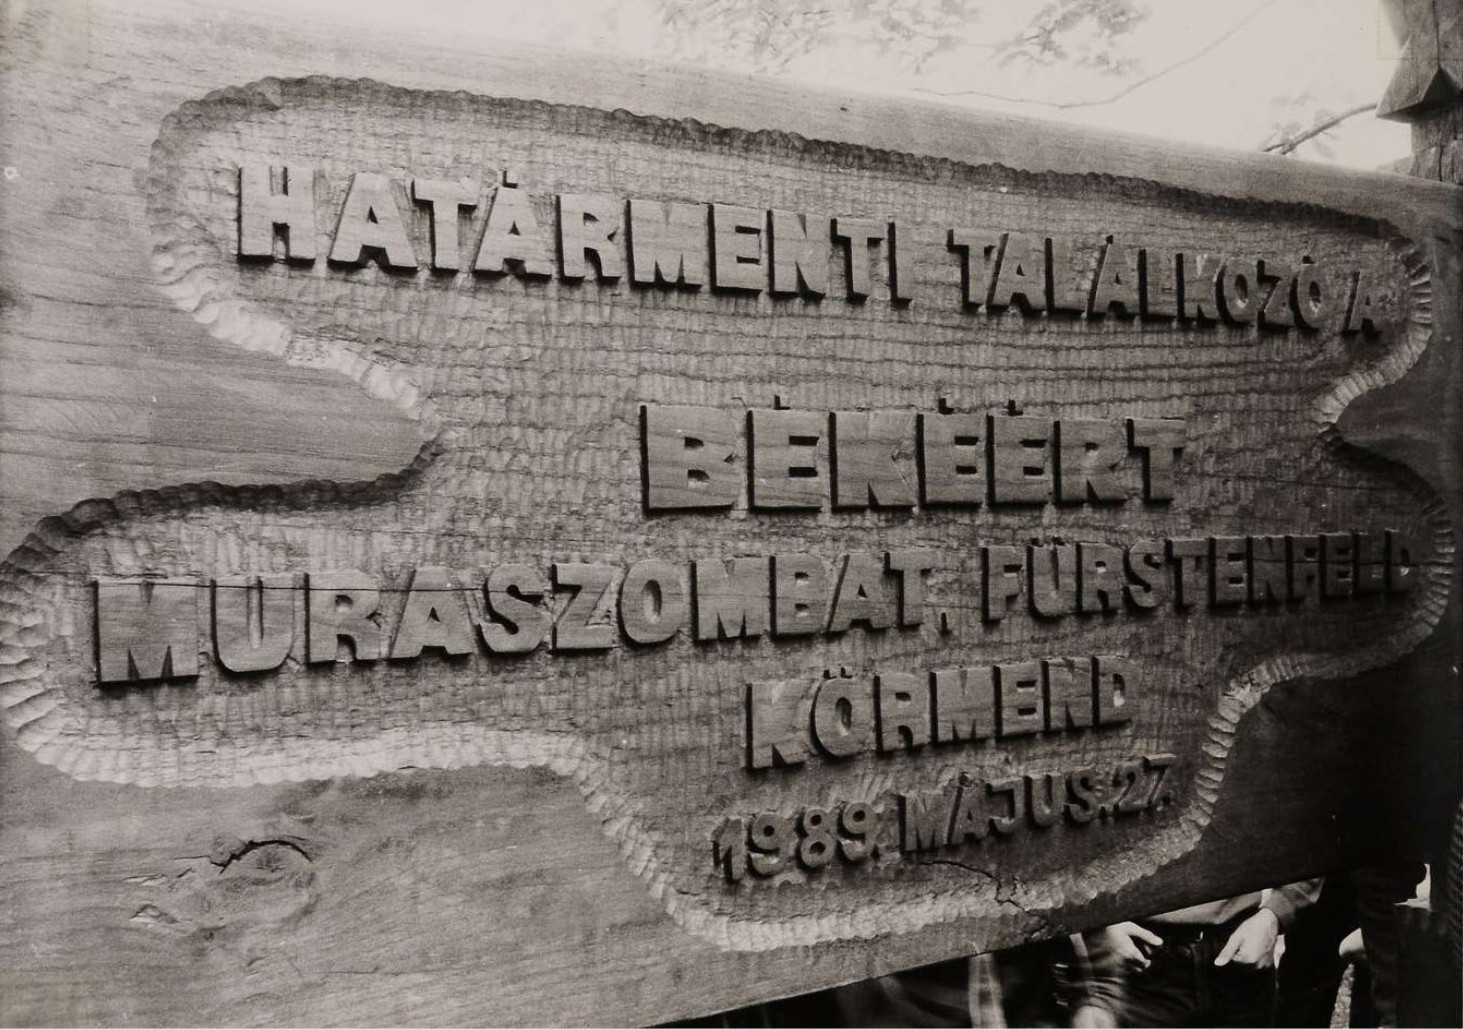 HATÁRMENTI TALÁLKOZÓ A
BÉKÉÉRT
MURASZOMBAT, FÜRSTENFELD
KÖRMEND
1989. MÁJUS. 27.